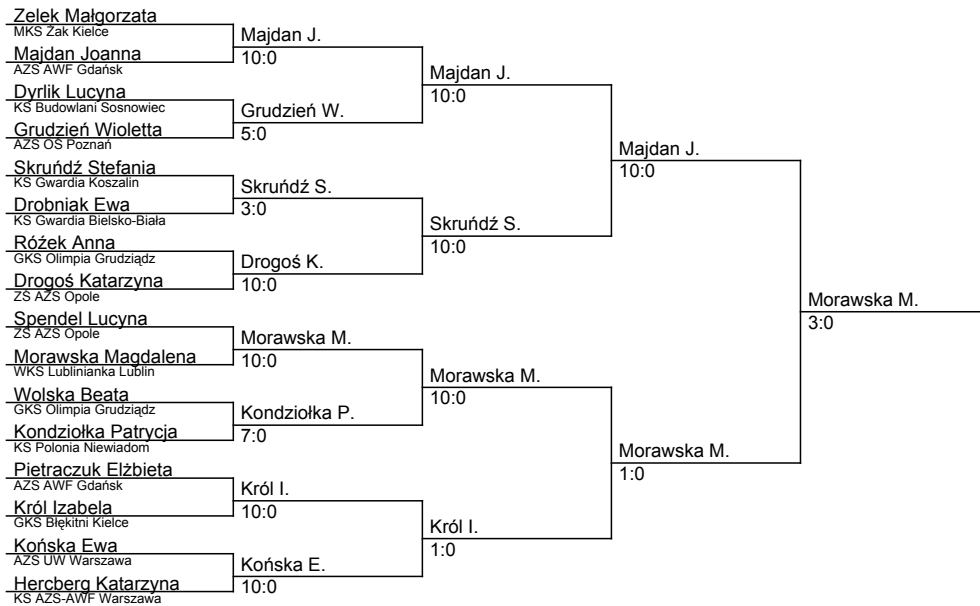 Zelek Małgorzata
MKS Żak Kielce
Majdan Joanna
AZS AWF Gdańsk
Dyrlik Lucyna
KS Budowlani Sosnowiec
Grudzień Wioletta
AZS OŚ Poznań
Skruńdź Stefania
KS Gwardia Koszalin
Drobniak Ewa
KS Gwardia Bielsko-Biała
Różek Anna
GKS Olimpia Grudziądz
Drogoś Katarzyna
ZŚ AZS Opole
Spendel Lucyna
ZŚ AZS Opole
Morawska Magdalena
WKS Lublinianka Lublin
Wolska Beata
GKS Olimpia Grudziądz
Kondziołka Patrycja
KS Polonia Niewiadom
Pietraczuk Elżbieta
AZS AWF Gdańsk
Król Izabela
GKS Błękitni Kielce
Końska Ewa
AZS UW Warszawa
Hercberg Katarzyna
KS AZS-AWF Warszawa
Majdan J.
10:0
Grudzień W.
5:0
Skruńdź S.
3:0
Drogoś K.
10:0
Morawska M.
10:0
Kondziołka P.
7:0
Król I.
10:0
Końska E.
10:0
Majdan J.
10:0
Skruńdź S.
10:0
Morawska M.
10:0
Król I.
1:0
Majdan J.
10:0
Morawska M.
1:0
Morawska M.
3:0